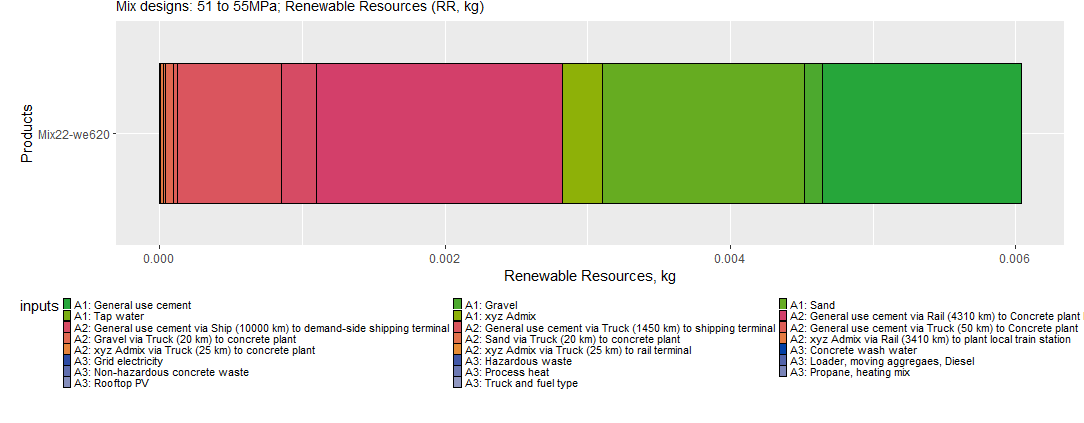 Mix designs: 51 to 55MPa; Renewable Resources (RR, kg)
Products
Mix22-we620
0.000 0.002 0.004 0.006
Renewable Resources, kg
inputs
A1: General use cement A1: Gravel A1: Sand
A1: Tap water A1: xyz Admix A2: General use cement via Rail (4310 km) to Concrete plant
A2: General use cement via Ship (10000 km) to demand-side shipping terminal A2: General use cement via Truck (1450 km) to shipping terminal A2: General use cement via Truck (50 km) to Concrete plant
A2: Gravel via Truck (20 km) to concrete plant A2: Sand via Truck (20 km) to concrete plant A2: xyz Admix via Rail (3410 km) to plant local train station
A2: xyz Admix via Truck (25 km) to concrete plant A2: xyz Admix via Truck (25 km) to rail terminal A3: Concrete wash water
A3: Grid electricity A3: Hazardous waste A3: Loader, moving aggregaes, Diesel
A3: Non-hazardous concrete waste A3: Process heat A3: Propane, heating mix
A3: Rooftop PV A3: Truck and fuel type